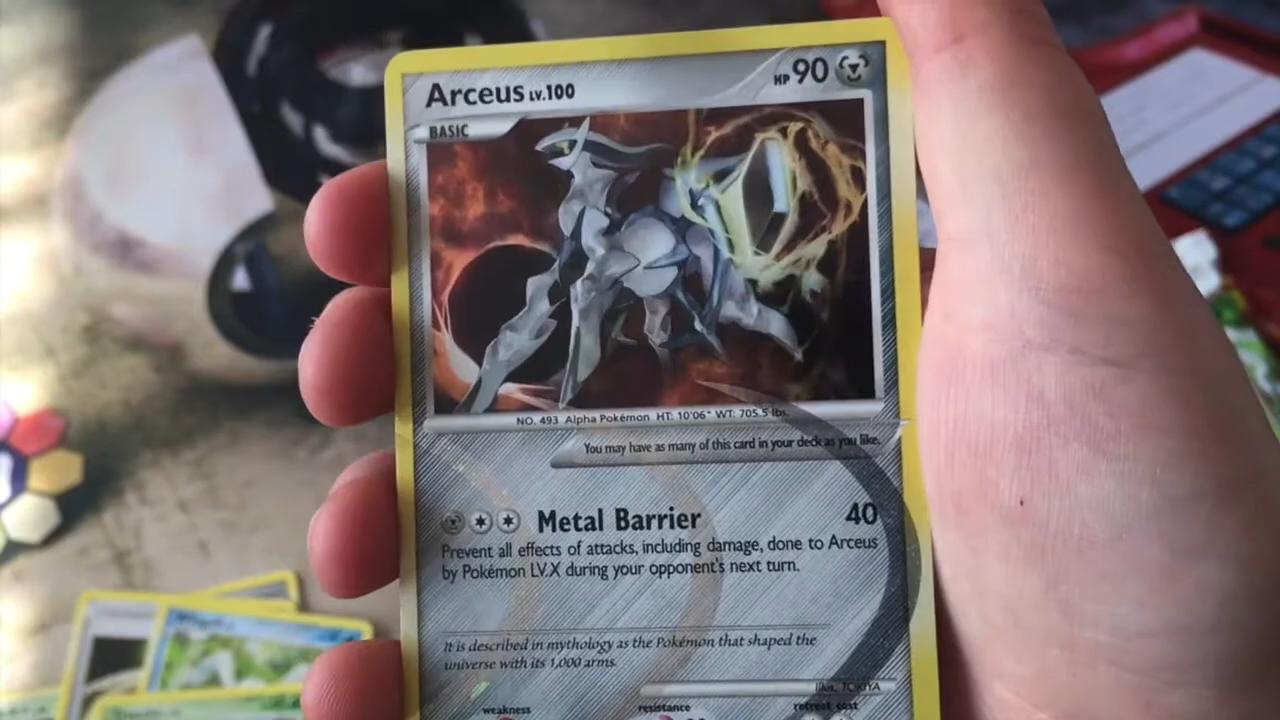 Arceus LV.100 HP 90
BASIC
NO. 493 Alpha Pokémon HT: 10'06" WT: 705.5 lbs.
You may have as many of this card in your deck as you like.
Metal Barrier 40
Prevent all effects of attacks, including damage, done to Arceus
by Pokémon LV.X during your opponent's next turn.
It is described in mythology as the Pokémon that shaped the
universe with its 1,000 arms.
Illus. TOKIYA
weakness resistance retreat cost